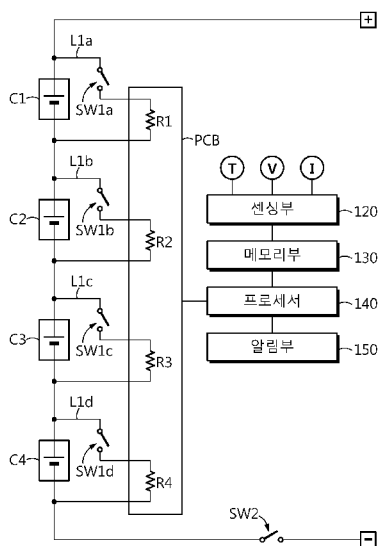 +
L1a
C1
SW1a
R1
PCB
L1b
C2
SW1b
R2
T V I
센싱부
120
메모리부
130
프로세서
140
알림부
150
L1c
C3
SW1c
R3
L1d
C4
SW1d
R4
SW2
−